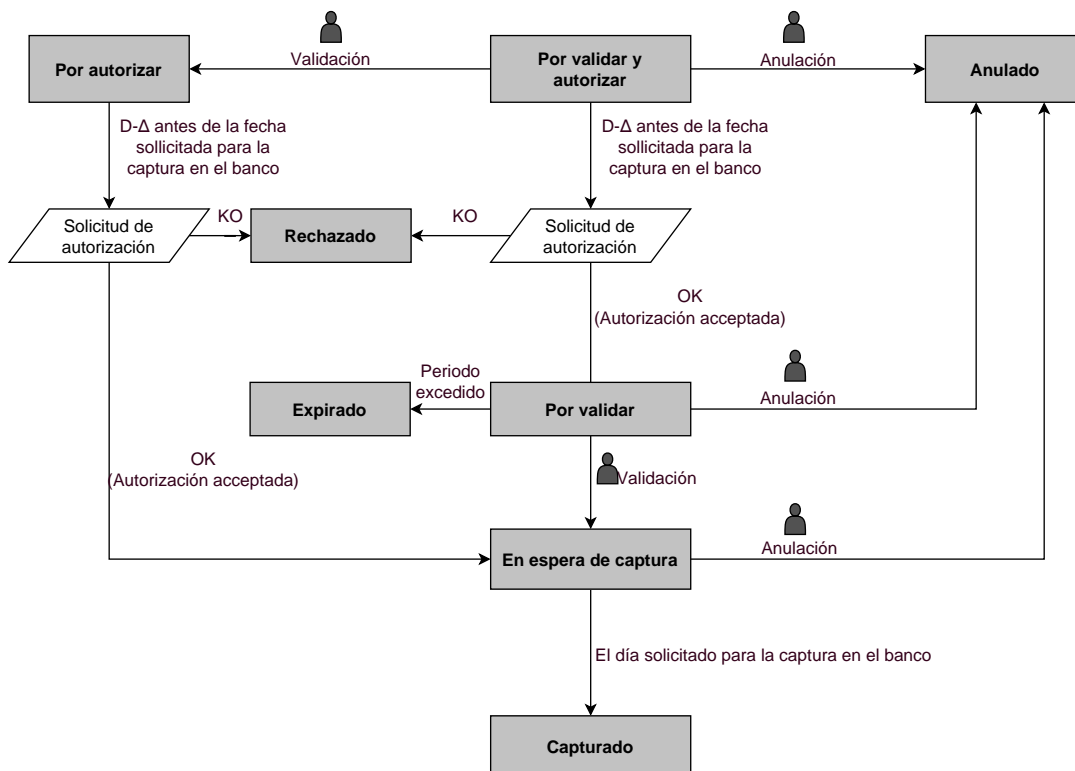 Validación
Anulación
Por autorizar
Por validar y
autorizar
Anulado
D-Δ antes de la fecha
sollicitada para la
captura en el banco
D-Δ antes de la fecha
sollicitada para la
captura en el banco
Solicitud de
autorización
KO
Rechazado
KO
Solicitud de
autorización
OK
(Autorización acceptada)
Periodo
excedido
Expirado
Por validar
Anulación
OK
(Autorización acceptada)
Validación
En espera de captura
Anulación
El día solicitado para la captura en el banco
Capturado